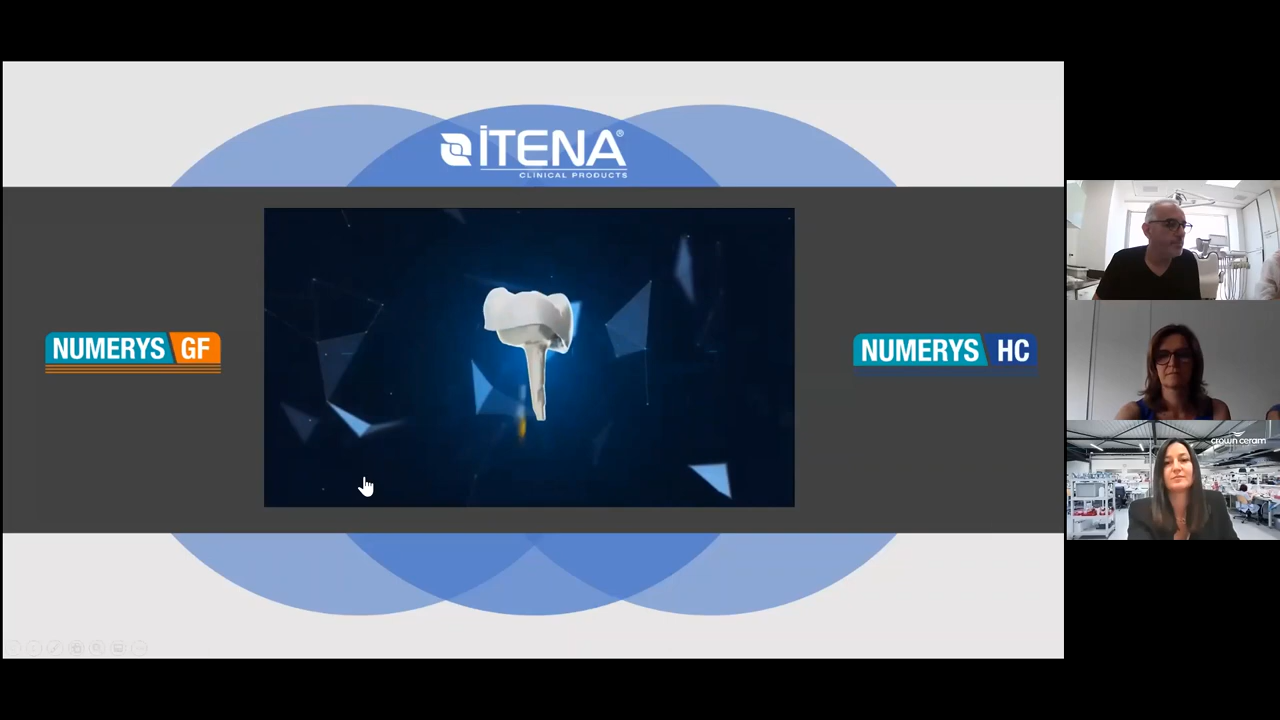 iTENA®
CLINICAL PRODUCTS
NUMERYS GF
NUMERYS HC
crown ceram